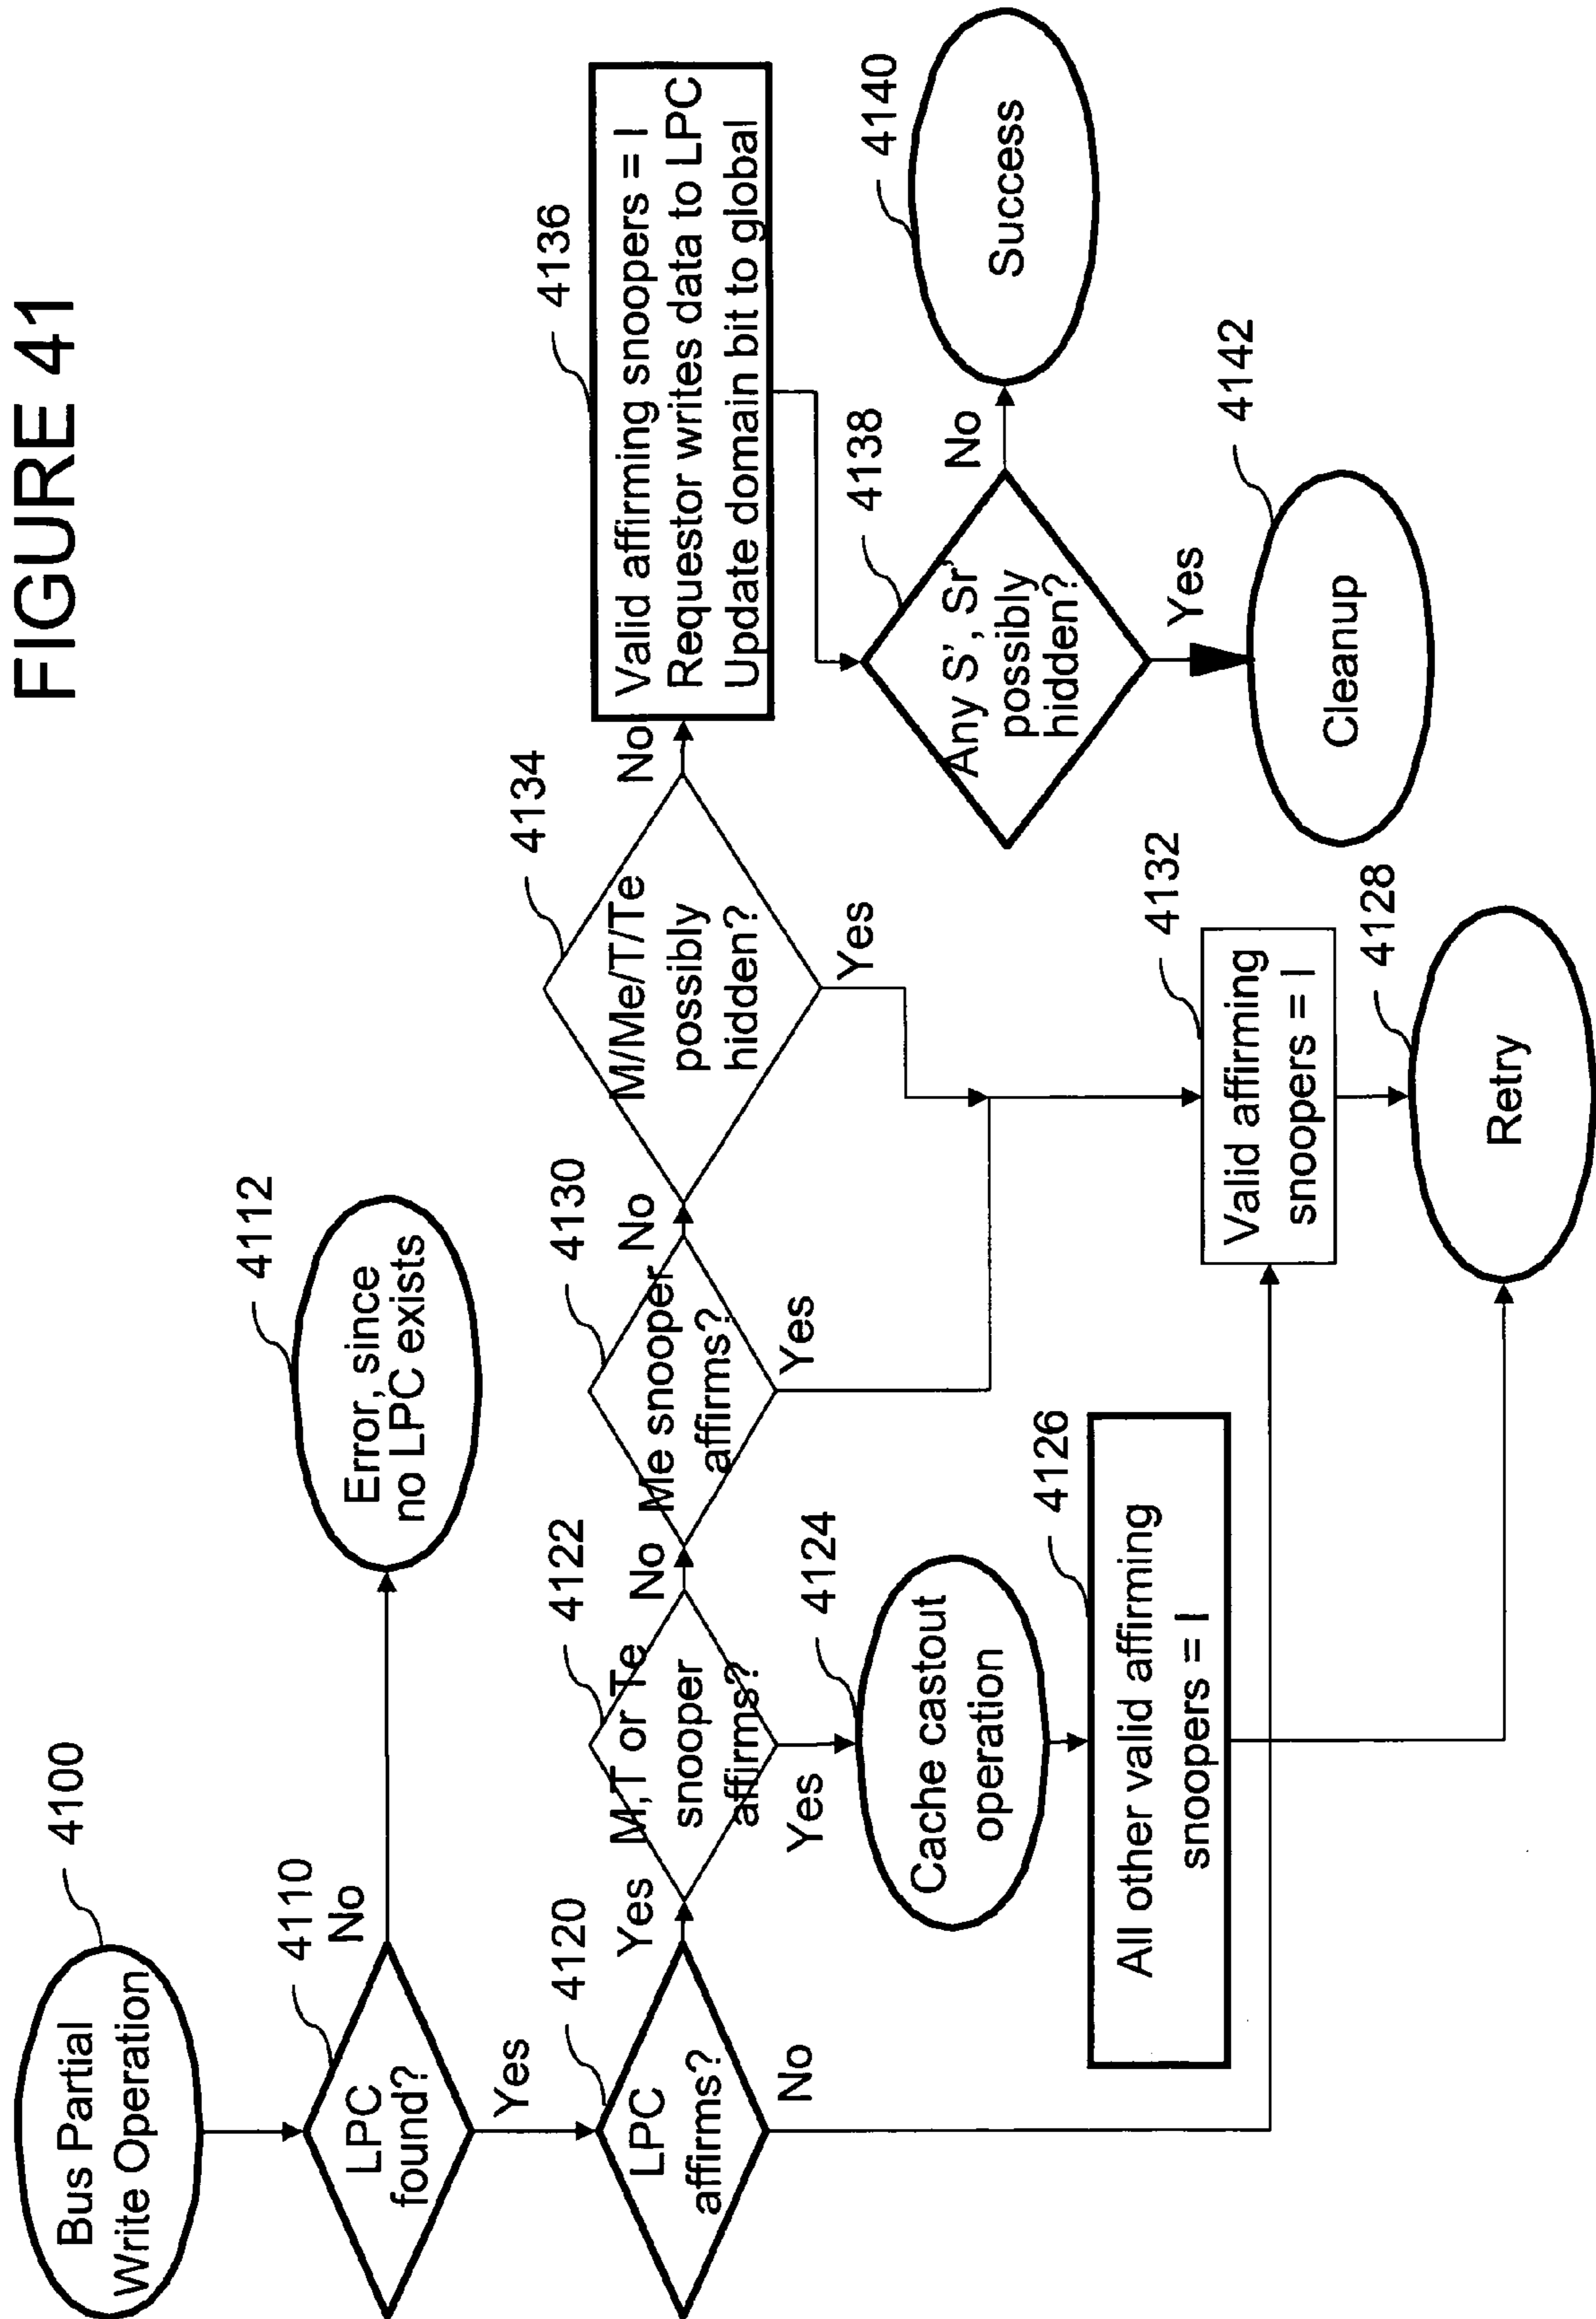 FIGURE 41
4100
Bus Partial
Write Operation
4110
LPC
found?
No
Yes
4112
Error, since
no LPC exists
4120
LPC
affirms?
Yes
No
4122
M,T or Te
snooper
affirms?
No
Yes
4124
Cache castout
operation
4126
All other valid affirming
snoopers = I
4130
Me snooper
affirms?
No
Yes
4134
M/Me/T/Te
possibly
hidden?
No
Yes
4132
Valid affirming
snoopers = I
4128
Retry
4136
Valid affirming snoopers = I
Requestor writes data to LPC
Update domain bit to global
4138
Any S', Sr'
possibly
hidden?
No
Yes
4140
Success
4142
Cleanup